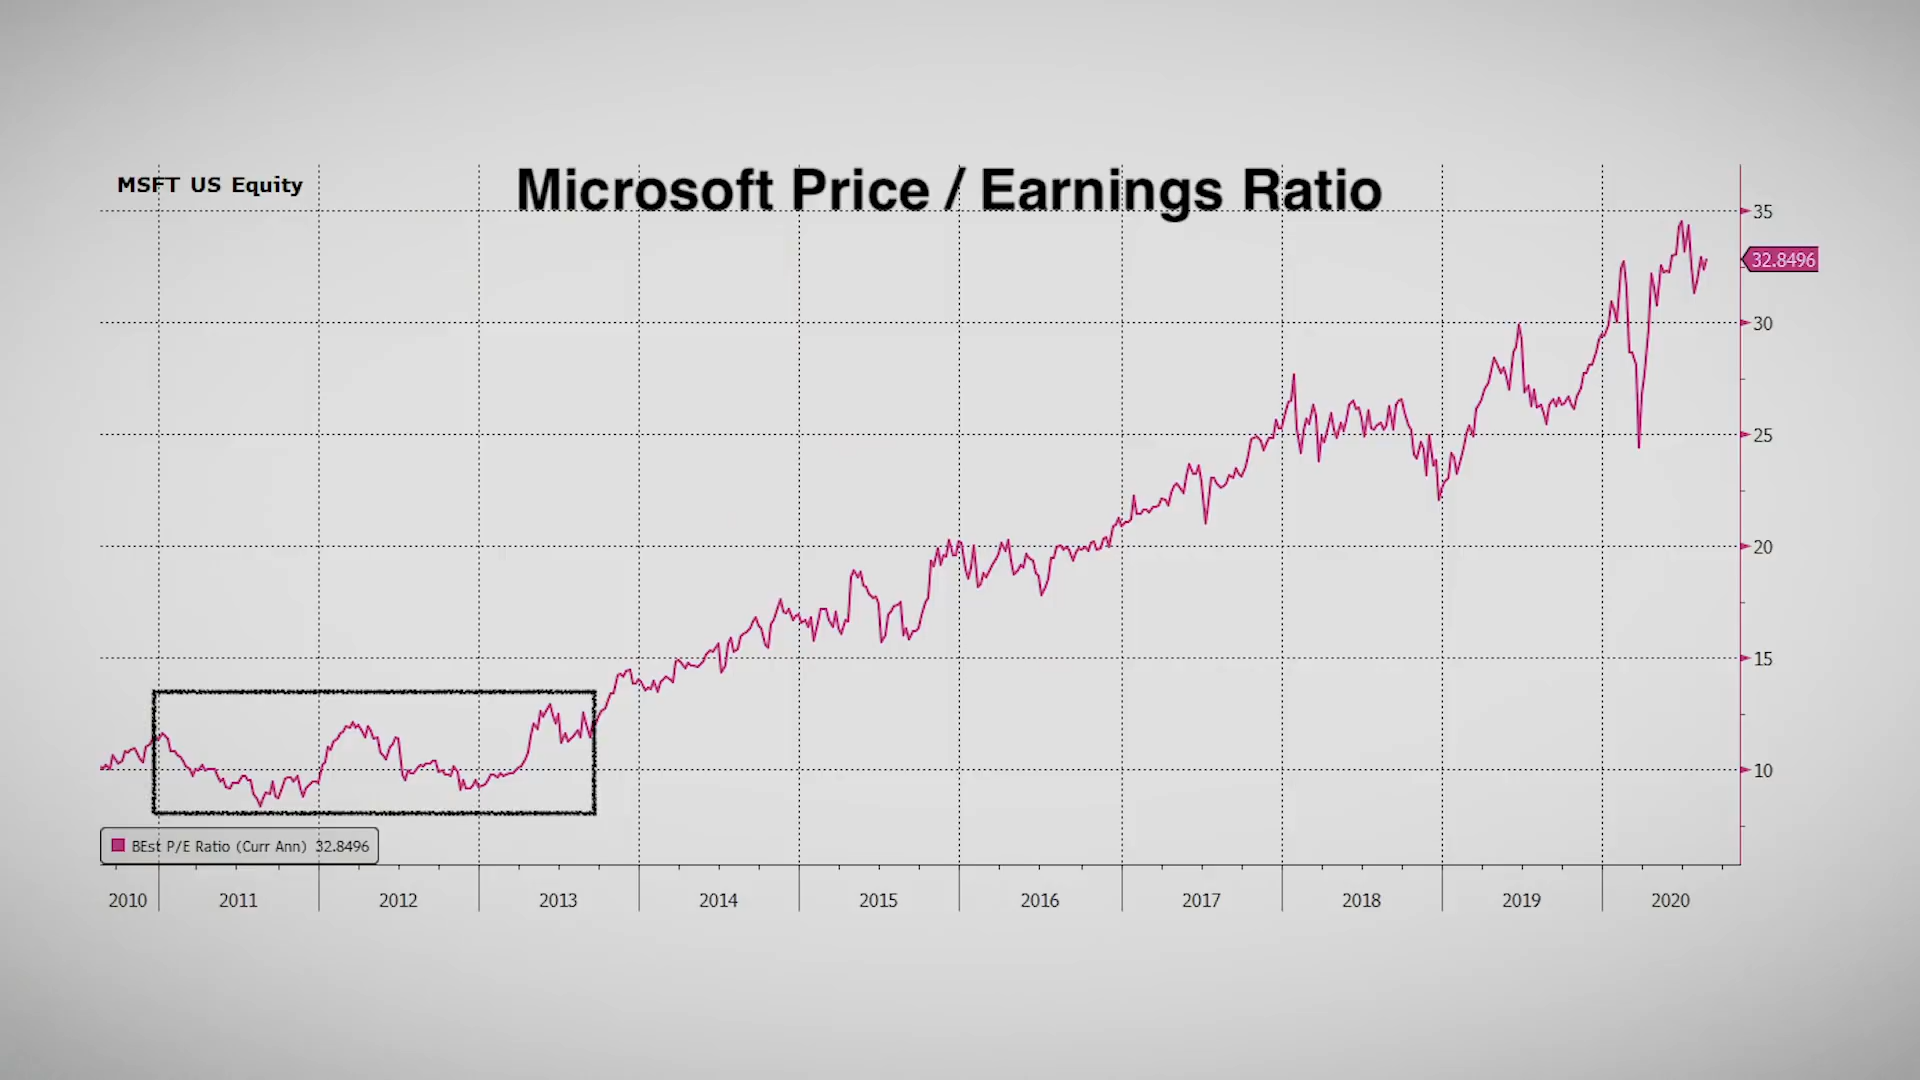 MSFT US Equity
Microsoft Price / Earnings Ratio
35
32.8496
30
25
20
15
10
BEst P/E Ratio (Curr Ann) 32.8496
2010 2011 2012 2013 2014 2015 2016 2017 2018 2019 2020